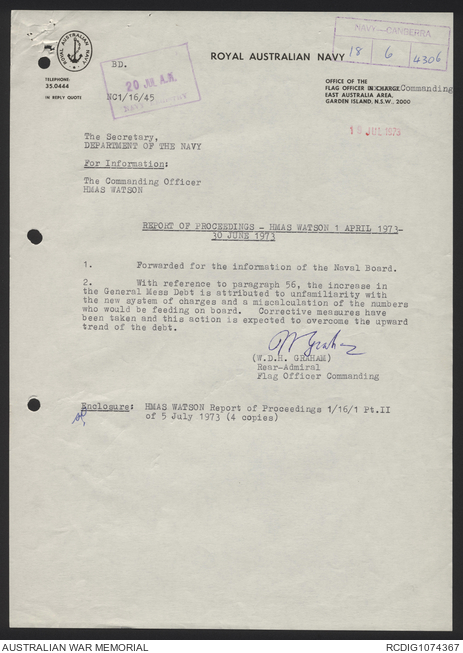 NAVY—CANBERRA
18 6 4306
ROYAL AUSTRALIAN NAVY
BD.
ROYAL AUSTRALIAN NAVY
TELEPHONE:
35.0444
IN REPLY QUOTE
NC1/16/45
OFFICE OF THE
FLAG OFFICER IN CHARGE Commanding
EAST AUSTRALIA AREA,
GARDEN ISLAND, N.S.W., 2000
JUL 1973
The Secretary,
DEPARTMENT OF THE NAVY
For Information:
The Commanding Officer
HMAS WATSON
REPORT OF PROCEEDINGS - HMAS WATSON 1 APRIL 1973-
30 JUNE 1973
1. Forwarded for the information of the Naval Board.
2. With reference to paragraph 56, the increase in
the General Mess Debt is attributed to unfamiliarity with
the new system of charges and a miscalculation of the numbers
who would be feeding on board. Corrective measures have
been taken and this action is expected to overcome the upward
trend of the debt.
(W.D.H. GRAHAM)
Rear-Admiral
Flag Officer Commanding
Enclosure: HMAS WATSON Report of Proceedings 1/16/1 Pt.II
of 5 July 1973 (4 copies)
AUSTRALIAN WAR MEMORIAL
RCDIG1074367